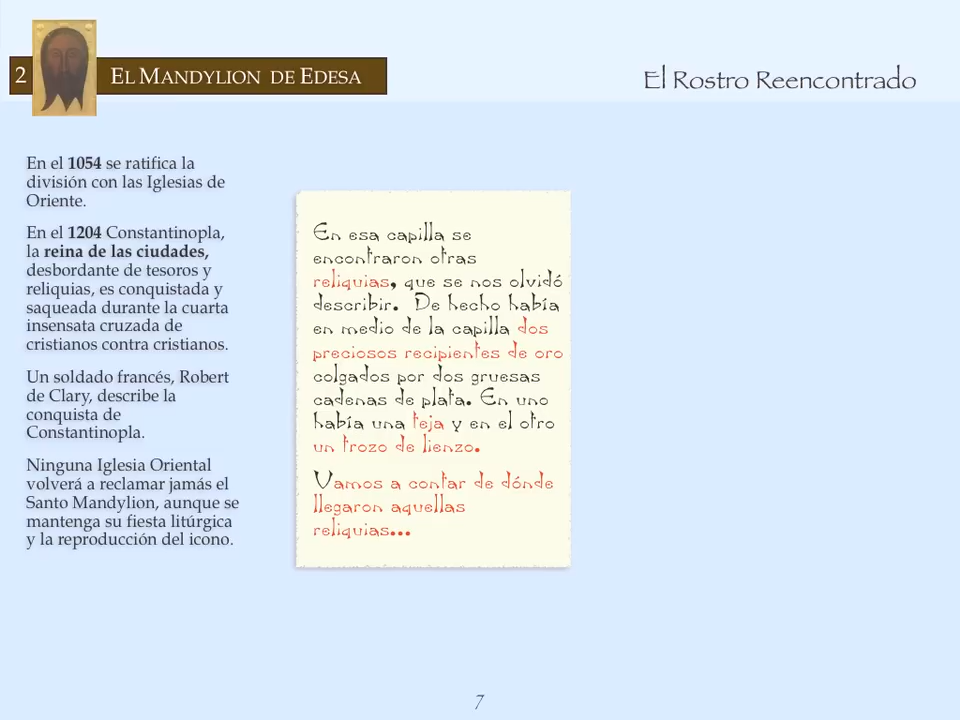 2
EL MANDYLION DE EDESA
El Rostro Reencontrado
En el 1054 se ratifica la
división con las Iglesias de
Oriente.
En el 1204 Constantinopla,
la reina de las ciudades,
desbordante de tesoros y
reliquias, es conquistada y
saqueada durante la cuarta
insensata cruzada de
cristianos contra cristianos.
Un soldado francés, Robert
de Clary, describe la
conquista de
Constantinopla.
Ninguna Iglesia Oriental
volverá a reclamar jamás el
Santo Mandylion, aunque se
mantenga su fiesta litúrgica
y la reproducción del icono.
En esa capilla se
encontraron otras
reliquias, que se nos olvidó
describir. De hecho había
en medio de la capilla dos
preciosos recipientes de oro
colgados por dos gruesas
cadenas de plata. En uno
había una teja y en el otro
un trozo de lienzo.
Vamos a contar de dónde
llegaron aquellas
reliquias...
7